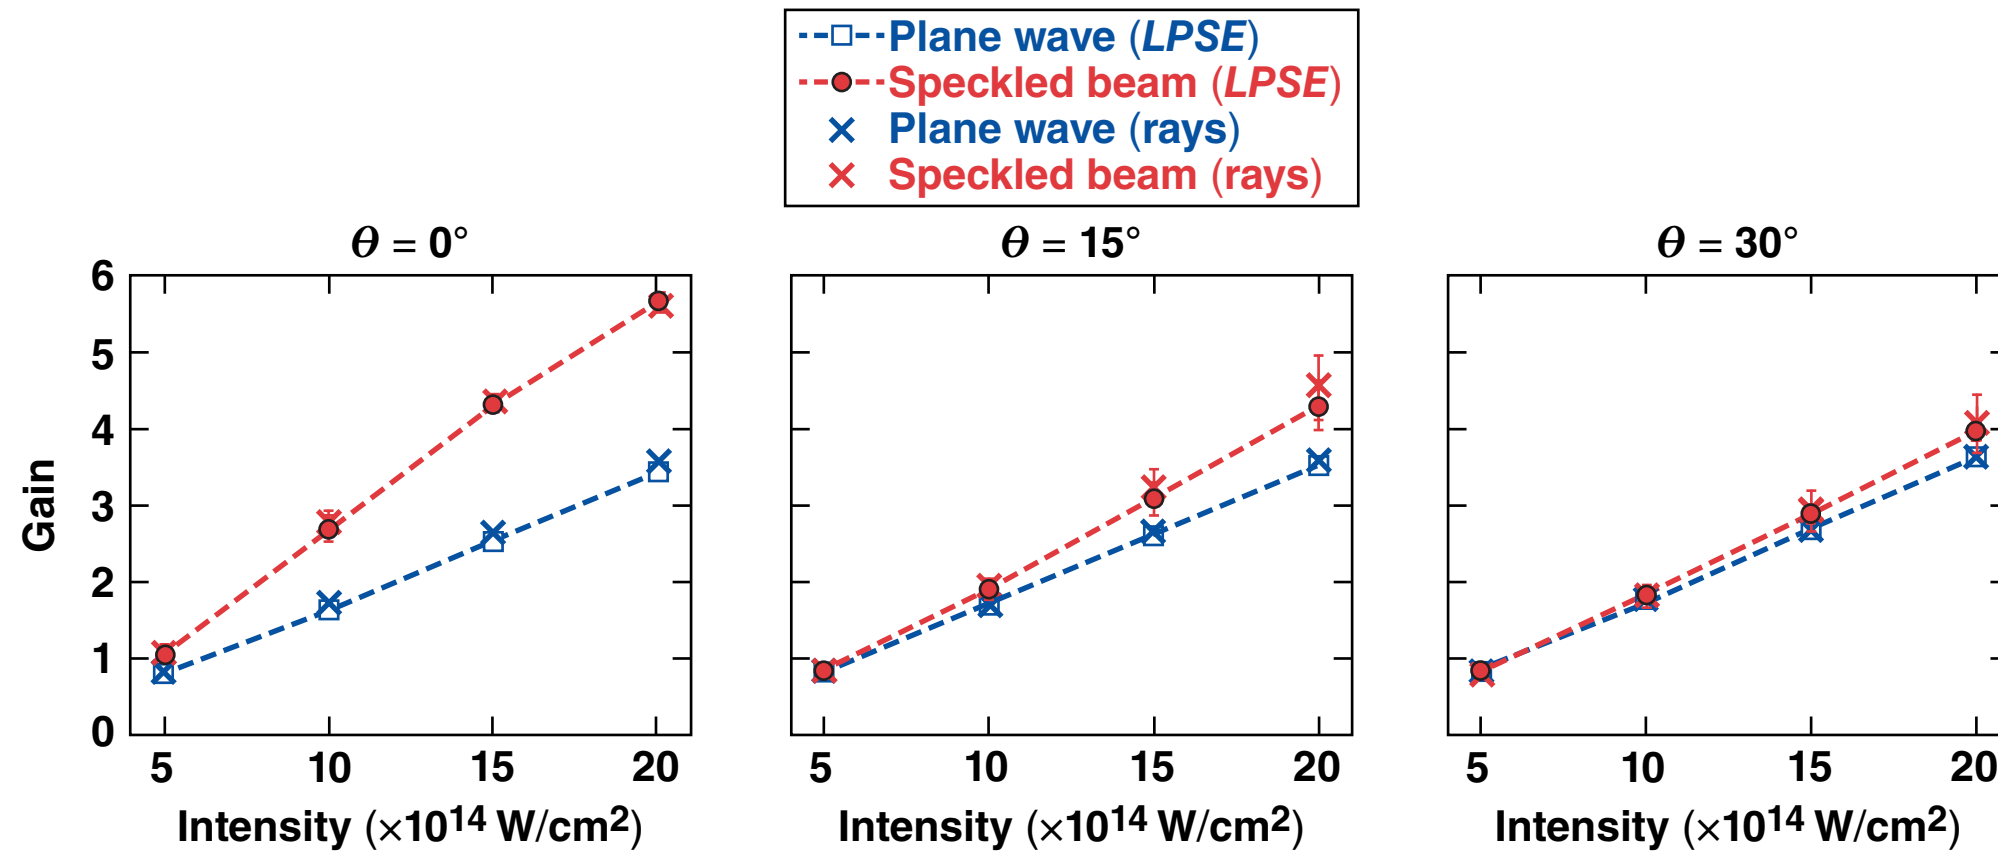 Plane wave (LPSE)
Speckled beam (LPSE)
Plane wave (rays)
Speckled beam (rays)
θ = 0°
θ = 15°
θ = 30°
Gain
6
5
4
3
2
1
0
5 10 15 20
5 10 15 20
5 10 15 20
Intensity (×10¹⁴ W/cm²)
Intensity (×10¹⁴ W/cm²)
Intensity (×10¹⁴ W/cm²)